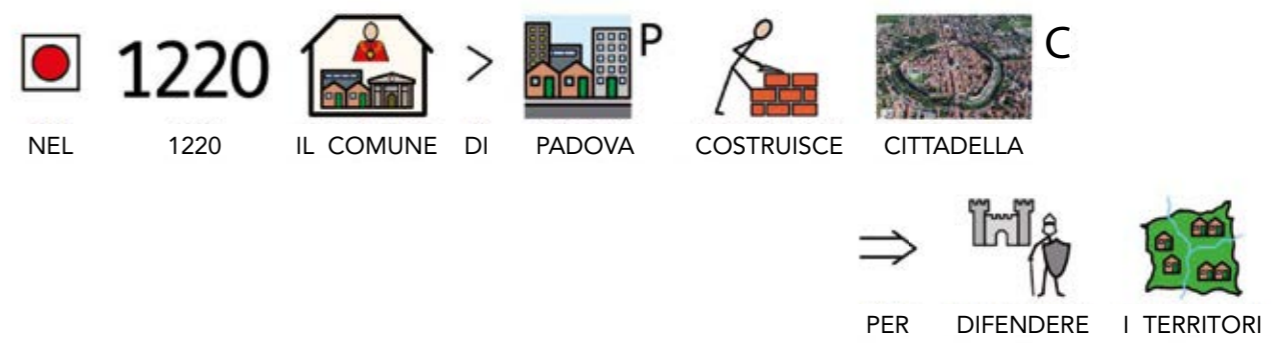 1220 P C
NEL 1220 IL COMUNE DI PADOVA COSTRUISCE CITTADELLA
PER DIFENDERE I TERRITORI